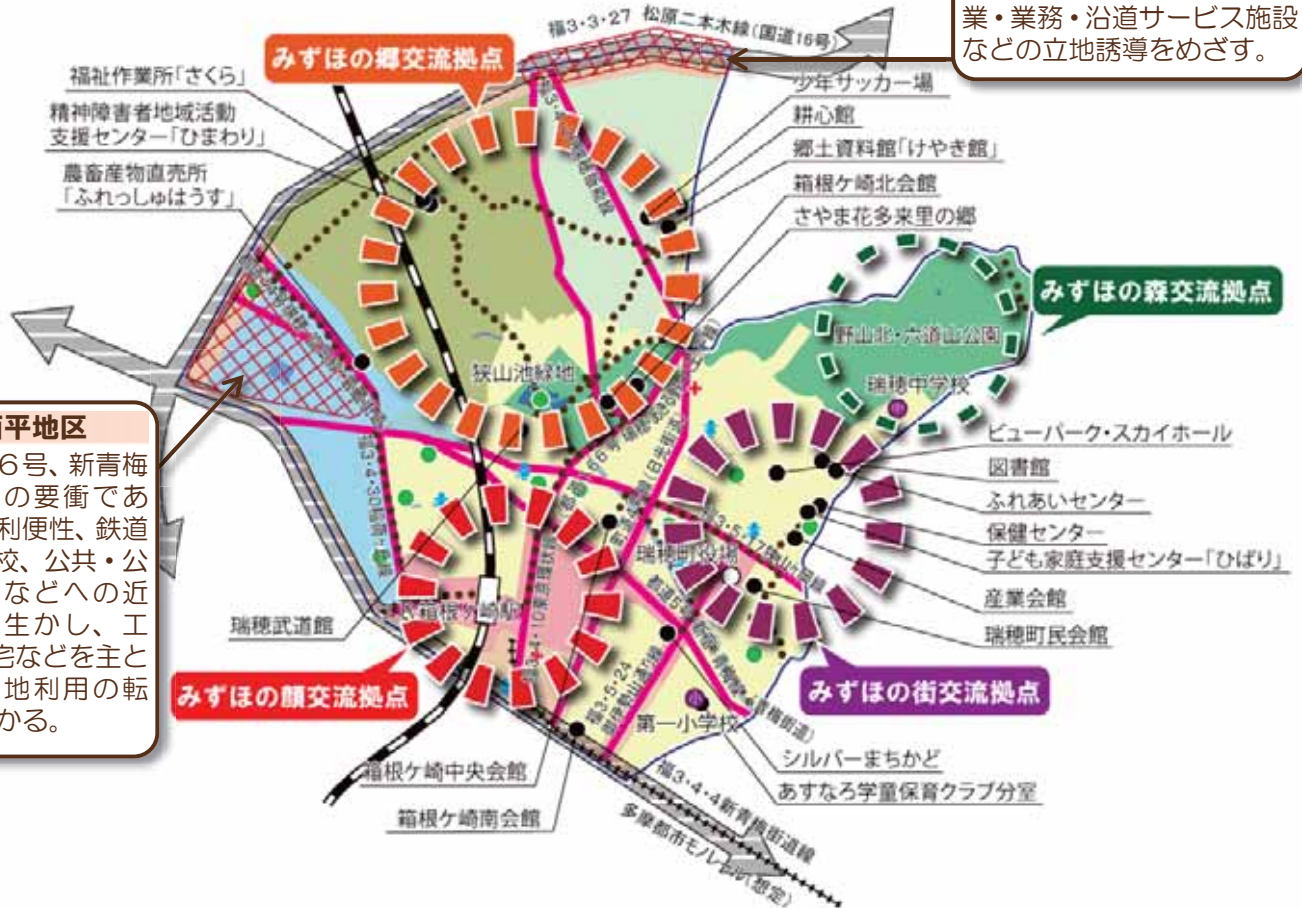 業・業務・沿道サービス施設
などの立地誘導をめざす。
福3・3・27 松原二本木線(国道16号)
みずほの郷交流拠点
福祉作業所「さくら」
精神障害者地域活動
支援センター「ひまわり」
農畜産物直売所
「ふれっしゅはうす」
少年サッカー場
耕心館
郷土資料館「けやき館」
箱根ケ崎北会館
さやま花多来里の郷
みずほの森交流拠点
野山北・六道山公園
瑞穂中学校
狭山池緑地
平地区
6号、新青梅
の要衝であ
利便性、鉄道
校、公共・公
などへの近
生かし、工
宅などを主と
地利用の転
かる。
ビューパーク・スカイホール
図書館
ふれあいセンター
保健センター
子ども家庭支援センター「ひばり」
産業会館
瑞穂町民会館
瑞穂町役場
箱根ケ崎駅
瑞穂武道館
みずほの顔交流拠点
みずほの街交流拠点
小
第一小学校
シルバーまちかど
あすなろ学童保育クラブ分室
箱根ケ崎中央会館
箱根ケ崎南会館
福3・5・24
福3・4・4新青梅街道線
多摩都市モノレール(想定)